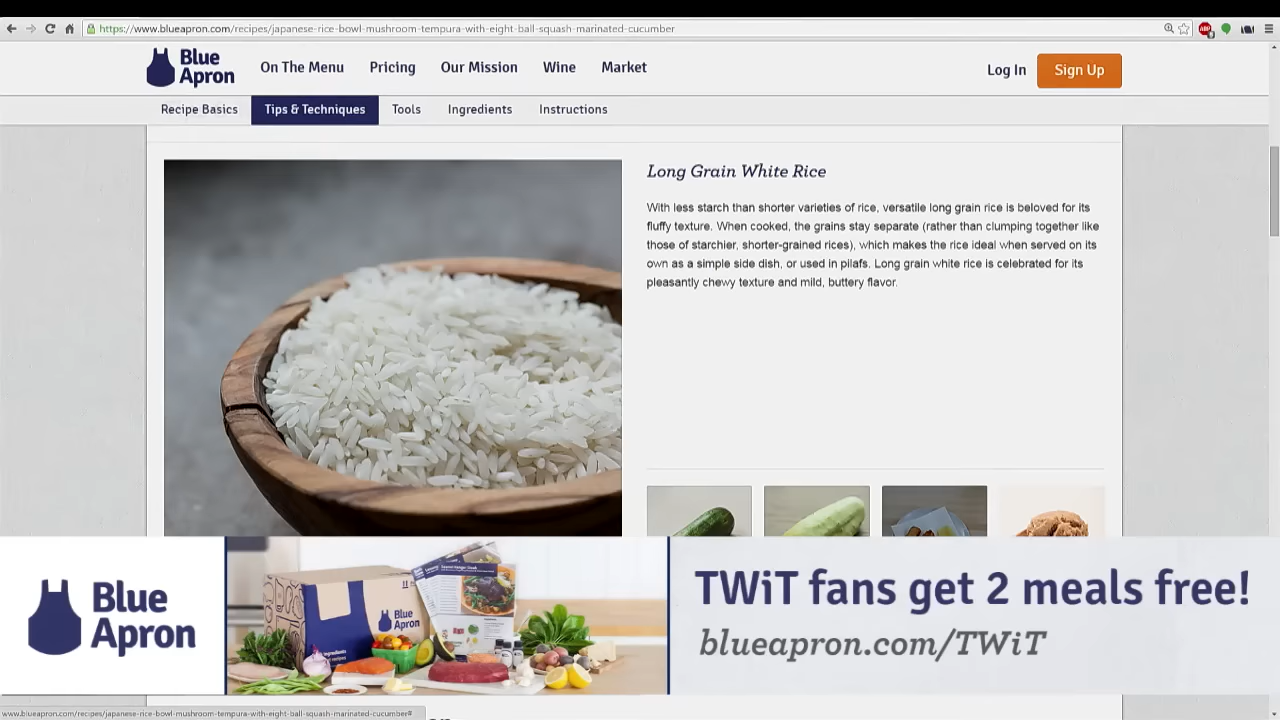 https://www.blueapron.com/recipes/japanese-rice-bowl-mushroom-tempura-with-eight-ball-squash-marinated-cucumber
Blue
Apron
On The Menu
Pricing
Our Mission
Wine
Market
Log In
Sign Up
Recipe Basics
Tips & Techniques
Tools
Ingredients
Instructions
Long Grain White Rice
With less starch than shorter varieties of rice, versatile long grain rice is beloved for its
fluffy texture. When cooked, the grains stay separate (rather than clumping together like
those of starchier, shorter-grained rices), which makes the rice ideal when served on its
own as a simple side dish, or used in pilafs. Long grain white rice is celebrated for its
pleasantly chewy texture and mild, buttery flavor.
Blue
Apron
Blue
Apron
TWiT fans get 2 meals free!
blueapron.com/TWiT
www.blueapron.com/recipes/japanese-rice-bowl-mushroom-tempura-with-eight-ball-squash-marinated-cucumber#